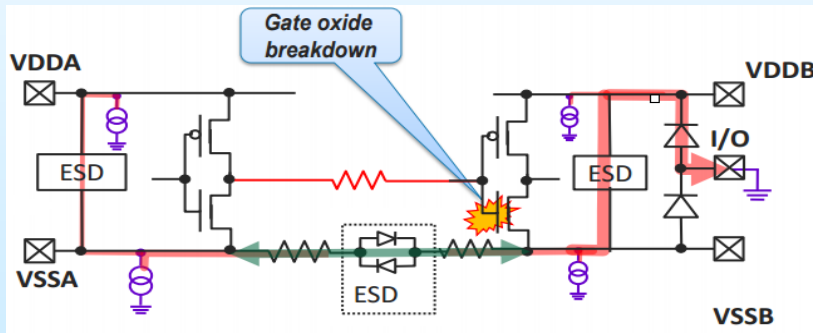 Gate oxide
breakdown
VDDA
VDDB
I/O
ESD
ESD
ESD
VSSA
VSSB